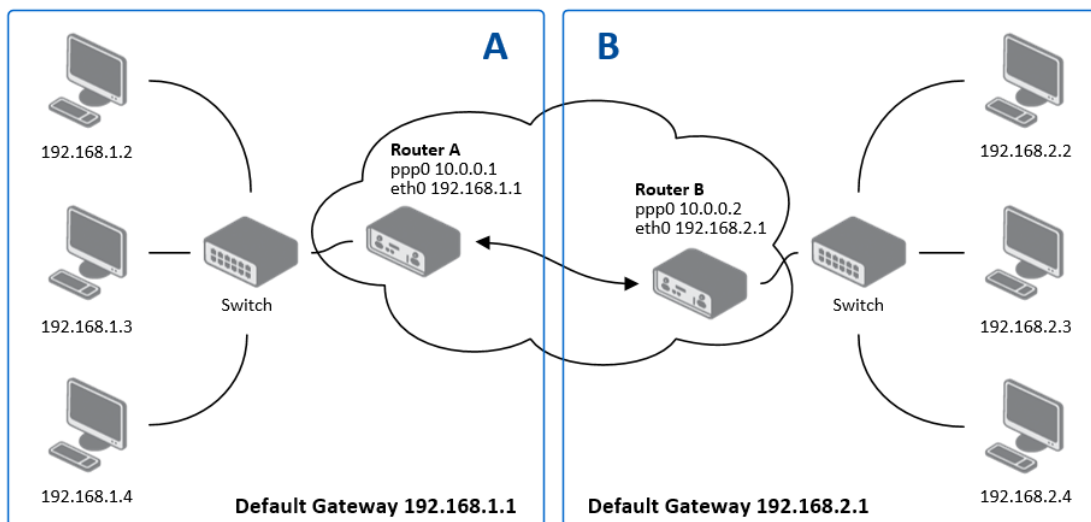 A
B
192.168.1.2
Router A
ppp0 10.0.0.1
eth0 192.168.1.1
192.168.2.2
Router B
ppp0 10.0.0.2
eth0 192.168.2.1
Switch
Switch
192.168.1.3
192.168.2.3
192.168.1.4
Default Gateway 192.168.1.1
Default Gateway 192.168.2.1
192.168.2.4